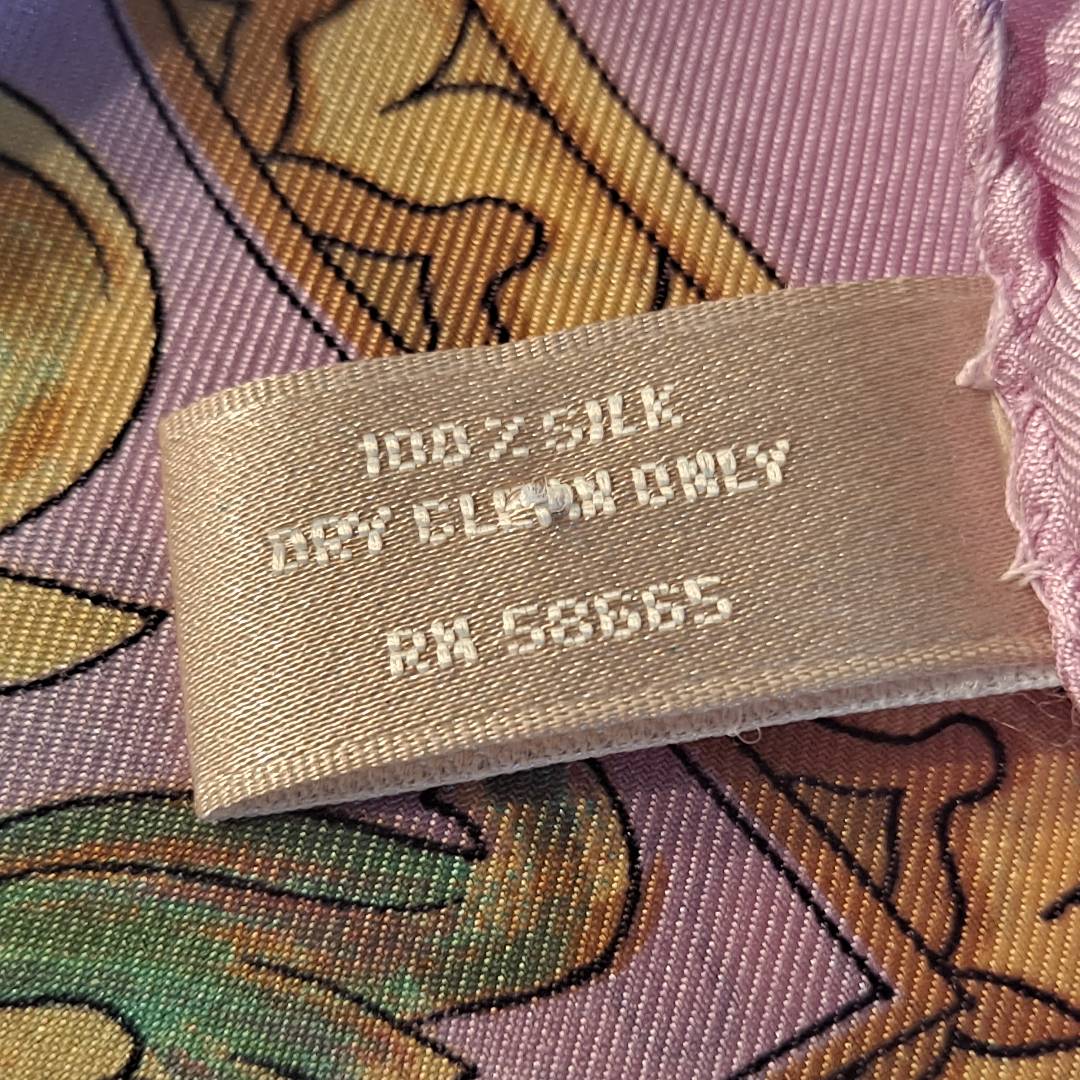 100% SILK
DRY CLEAN ONLY
RN 58665